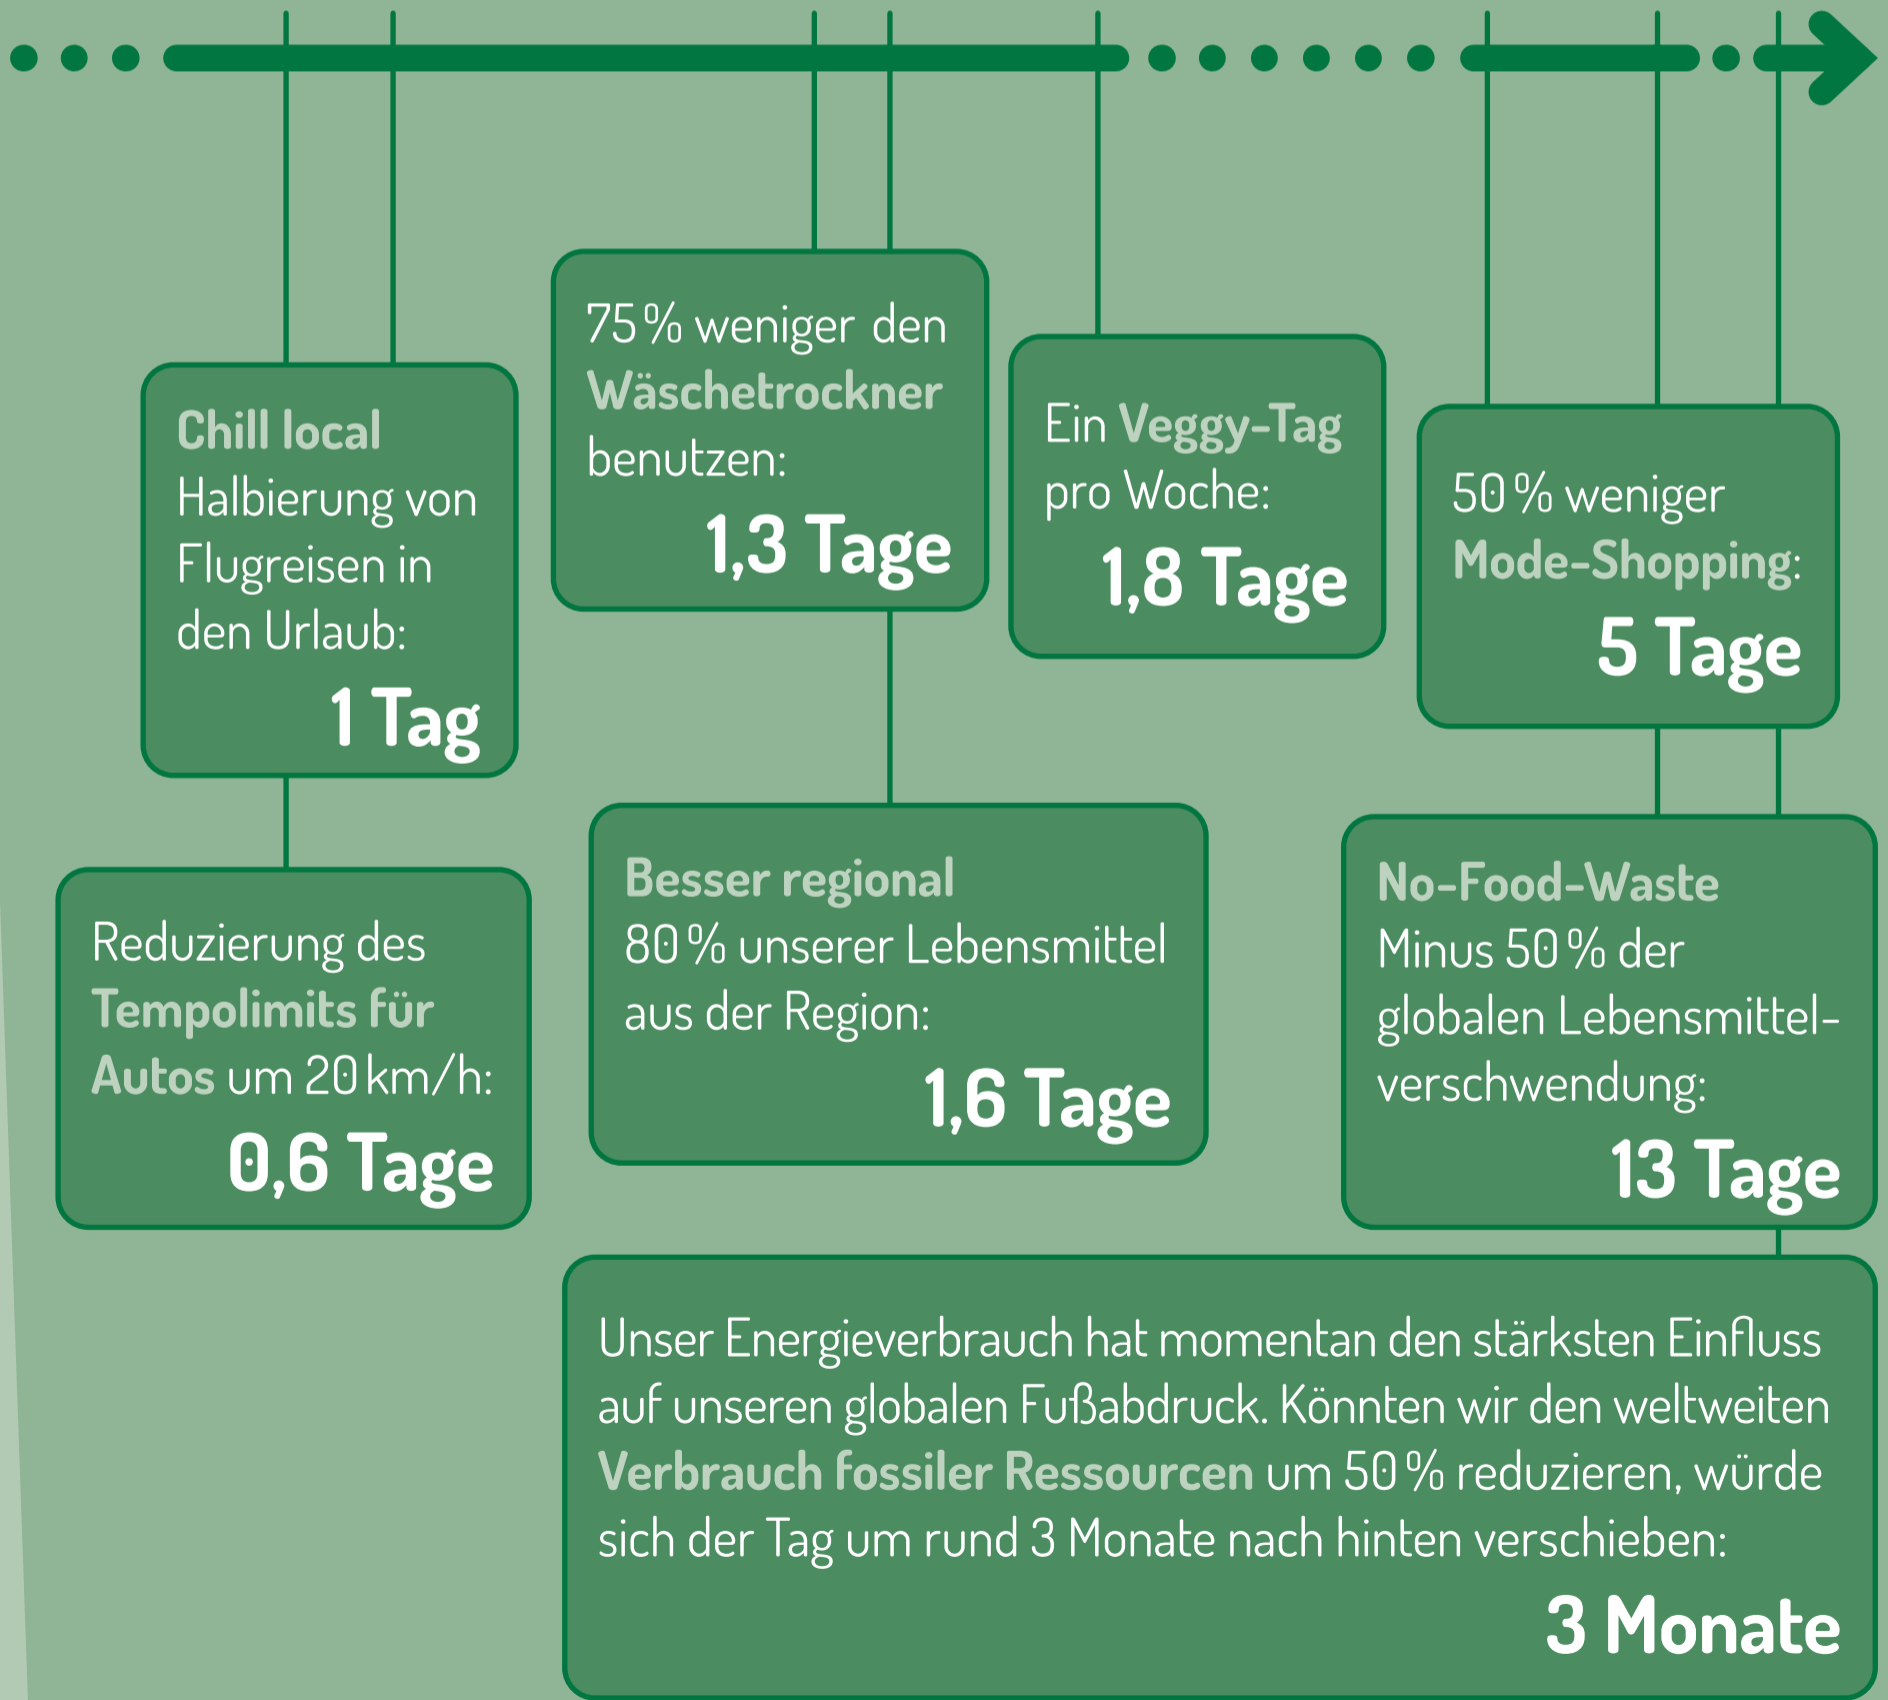 Chill local
Halbierung von
Flugreisen in
den Urlaub:
1 Tag
75 % weniger den
Wäschetrockner
benutzen:
1,3 Tage
Ein Veggy-Tag
pro Woche:
1,8 Tage
50 % weniger
Mode-Shopping:
5 Tage
Reduzierung des
Tempolimits für
Autos um 20 km/h:
0,6 Tage
Besser regional
80 % unserer Lebensmittel
aus der Region:
1,6 Tage
No-Food-Waste
Minus 50 % der
globalen Lebensmittel-
verschwendung:
13 Tage
Unser Energieverbrauch hat momentan den stärksten Einfluss
auf unseren globalen Fußabdruck. Könnten wir den weltweiten
Verbrauch fossiler Ressourcen um 50 % reduzieren, würde
sich der Tag um rund 3 Monate nach hinten verschieben:
3 Monate